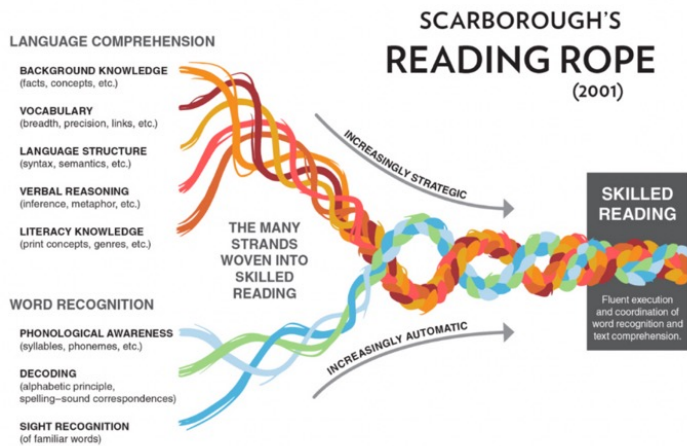 SCARBOROUGH'S
READING ROPE
(2001)
LANGUAGE COMPREHENSION
BACKGROUND KNOWLEDGE
(facts, concepts, etc.)
VOCABULARY
(breadth, precision, links, etc.)
LANGUAGE STRUCTURE
(syntax, semantics, etc.)
VERBAL REASONING
(inference, metaphor, etc.)
LITERACY KNOWLEDGE
(print concepts, genres, etc.)
THE MANY
STRANDS
WOVEN INTO
SKILLED
READING
WORD RECOGNITION
PHONOLOGICAL AWARENESS
(syllables, phonemes, etc.)
DECODING
(alphabetic principle,
spelling–sound correspondences)
SIGHT RECOGNITION
(of familiar words)
INCREASINGLY STRATEGIC
INCREASINGLY AUTOMATIC
SKILLED
READING
Fluent execution
and coordination of
word recognition and
text comprehension.